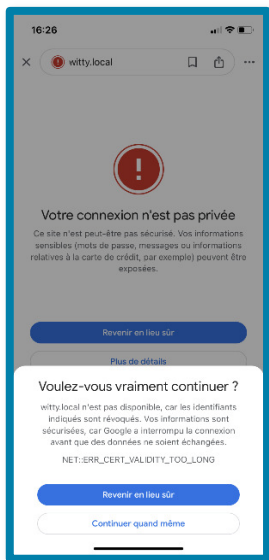 16:26
witty.local
Votre connexion n'est pas privée
Ce site n'est peut-être pas sécurisé. Vos informations
sensibles (mots de passe, messages ou informations
relatives à la carte de crédit, par exemple) peuvent être
exposées.
Revenir en lieu sûr
Plus de détails
Voulez-vous vraiment continuer ?
witty.local n'est pas disponible, car les identifiants
indiqués sont révoqués. Vos informations sont
sécurisées, car Google a interrompu la connexion
avant que des données ne soient échangées.
NET::ERR_CERT_VALIDITY_TOO_LONG
Revenir en lieu sûr
Continuer quand même